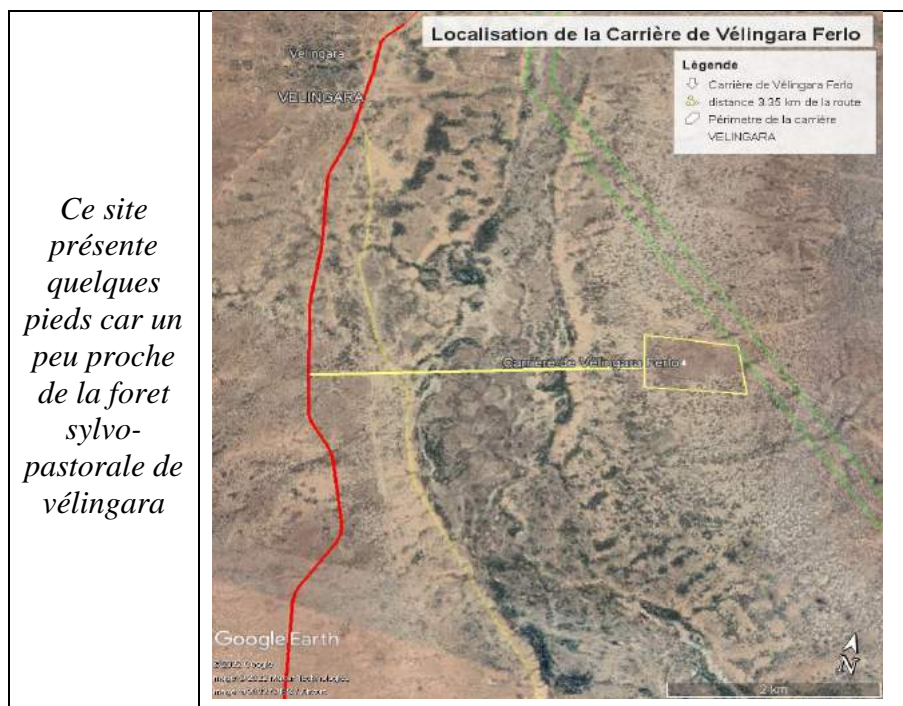 Ce site
présente
quelques
pieds car un
peu proche
de la foret
sylvo-
pastorale de
vélingara
Localisation de la Carrière de Vélingara Ferlo
Légende
Carrière de Vélingara Ferlo
distance 3.35 km de la route
Périmetre de la carrière
VELINGARA
Vélingara
VELINGARA
Carrière de Vélingara Ferlo
Google Earth
N
2 km